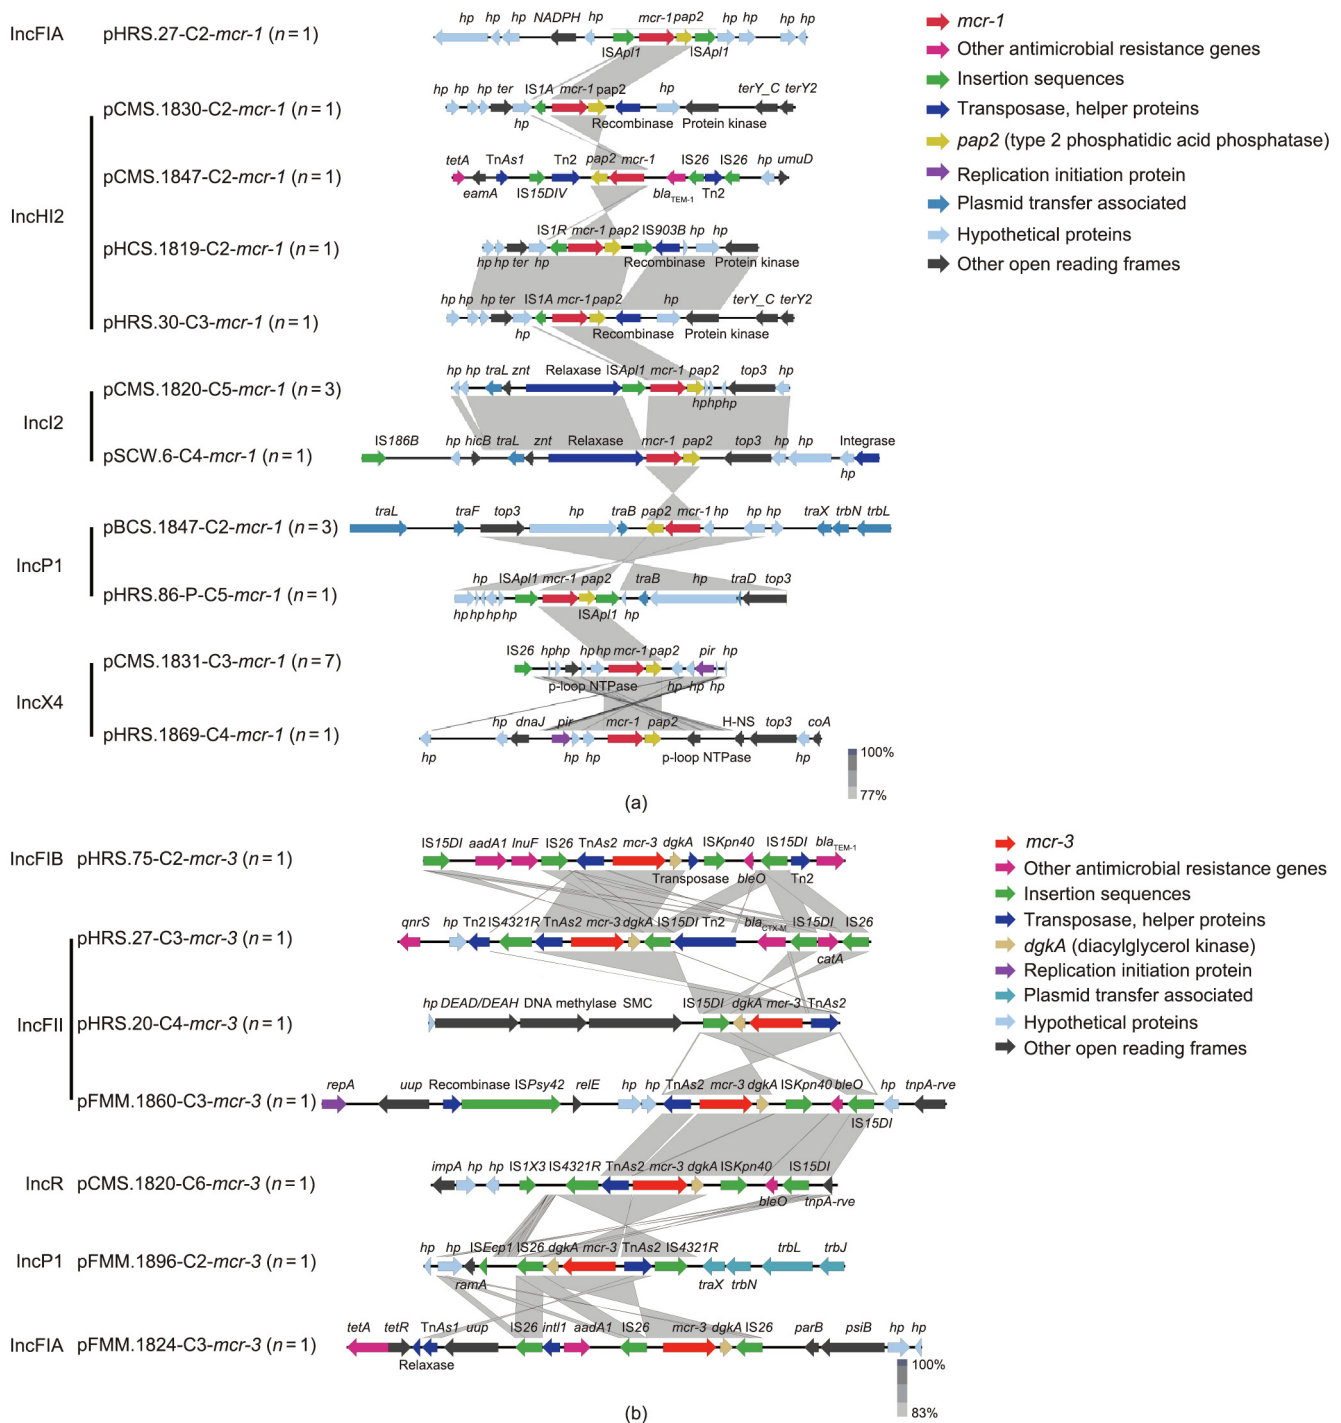 hp hp hp NADPH hp mcr-1 pap2 hp hp hp hp
IncFIA pHRS.27-C2-mcr-1 (n = 1)
ISApl1 ISApl1
hp hp hp ter IS1A mcr-1 pap2 hp terY_C terY2
pCMS.1830-C2-mcr-1 (n = 1)
hp Recombinase Protein kinase
tetA TnAs1 Tn2 pap2 mcr-1 IS26 IS26 hp umuD
pCMS.1847-C2-mcr-1 (n = 1)
eamA IS15DIV blaTEM-1 Tn2
IncHI2
IS1R mcr-1 pap2 IS903B hp hp
pHCS.1819-C2-mcr-1 (n = 1)
hp hp ter hp Recombinase Protein kinase
hp hp hp ter IS1A mcr-1 pap2 hp terY_C terY2
pHRS.30-C3-mcr-1 (n = 1)
hp Recombinase Protein kinase
hp hp traL znt Relaxase ISApl1 mcr-1 pap2 top3 hp
pCMS.1820-C5-mcr-1 (n = 3)
hp hp hp
IncI2
IS186B hp hicB traL znt Relaxase mcr-1 pap2 top3 hp hp Integrase
pSCW.6-C4-mcr-1 (n = 1)
hp
traL traF top3 hp traB pap2 mcr-1 hp hp hp traX trbN trbL
pBCS.1847-C2-mcr-1 (n = 3)
IncP1
hp ISApl1 mcr-1 pap2 traB hp traD top3
pHRS.86-P-C5-mcr-1 (n = 1)
hp hp hp hp ISApl1 hp
IS26 hp hp hp hp mcr-1 pap2 pir hp
pCMS.1831-C3-mcr-1 (n = 7)
p-loop NTPase hp hp hp
IncX4
hp dnaJ pir mcr-1 pap2 H-NS top3 coA
pHRS.1869-C4-mcr-1 (n = 1)
hp hp hp p-loop NTPase hp
100%
77%
(a)
mcr-1
Other antimicrobial resistance genes
Insertion sequences
Transposase, helper proteins
pap2 (type 2 phosphatidic acid phosphatase)
Replication initiation protein
Plasmid transfer associated
Hypothetical proteins
Other open reading frames
IS15DI aadA1 lnuF IS26 TnAs2 mcr-3 dgkA ISKpn40 IS15DI blaTEM-1
IncFIB pHRS.75-C2-mcr-3 (n = 1)
Transposase bleO Tn2
qnrS hp Tn2 IS4321R TnAs2 mcr-3 dgkA IS15DI Tn2 blaCTX-M IS15DI IS26
pHRS.27-C3-mcr-3 (n = 1)
catA
hp DEAD/DEAH DNA methylase SMC IS15DI dgkA mcr-3 TnAs2
IncFII pHRS.20-C4-mcr-3 (n = 1)
repA uup Recombinase ISPsy42 relE hp hp TnAs2 mcr-3 dgkA ISKpn40 bleO hp tnpA-rve
pFMM.1860-C3-mcr-3 (n = 1)
IS15DI
impA hp hp IS1X3 IS4321R TnAs2 mcr-3 dgkA ISKpn40 IS15DI
IncR pCMS.1820-C6-mcr-3 (n = 1)
bleO tnpA-rve
hp hp ISEcp1 IS26 dgkA mcr-3 TnAs2 IS4321R trbL trbJ
IncP1 pFMM.1896-C2-mcr-3 (n = 1)
ramA traX trbN
tetA tetR TnAs1 uup IS26 intI1 aadA1 IS26 mcr-3 dgkA IS26 parB psiB hp hp
IncFIA pFMM.1824-C3-mcr-3 (n = 1)
Relaxase
100%
83%
(b)
mcr-3
Other antimicrobial resistance genes
Insertion sequences
Transposase, helper proteins
dgkA (diacylglycerol kinase)
Replication initiation protein
Plasmid transfer associated
Hypothetical proteins
Other open reading frames